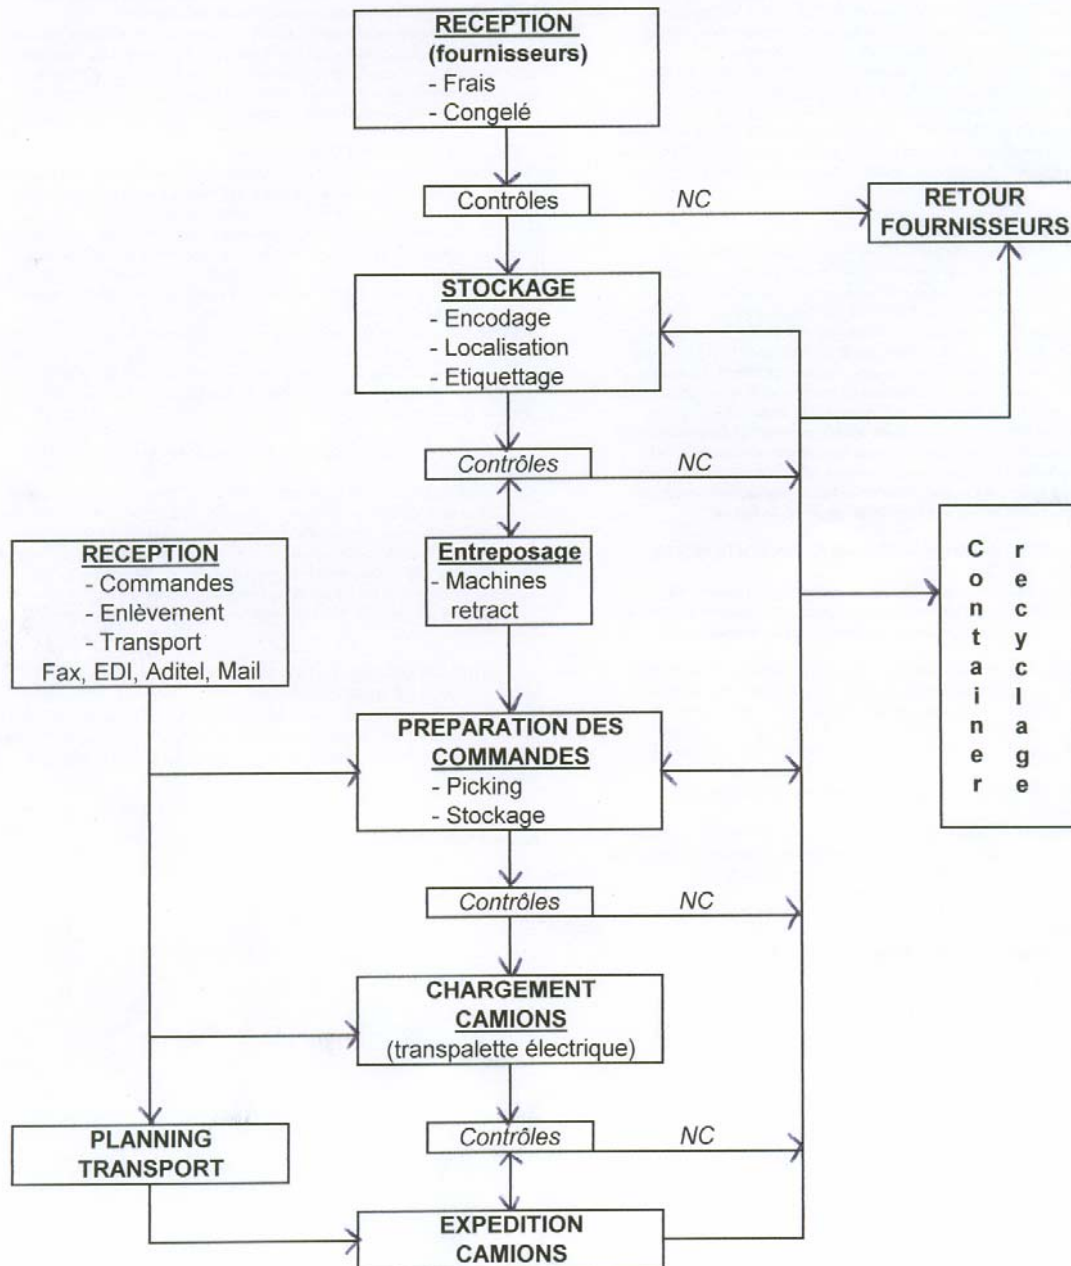 RECEPTION
(fournisseurs)
- Frais
- Congelé
Contrôles
NC
RETOUR
FOURNISSEURS
STOCKAGE
- Encodage
- Localisation
- Etiquettage
Contrôles
NC
RECEPTION
- Commandes
- Enlèvement
- Transport
Fax, EDI, Aditel, Mail
Entreposage
- Machines
retract
Container
recyclage
PREPARATION DES
COMMANDES
- Picking
- Stockage
Contrôles
NC
CHARGEMENT
CAMIONS
(transpalette électrique)
Contrôles
NC
PLANNING
TRANSPORT
EXPEDITION
CAMIONS